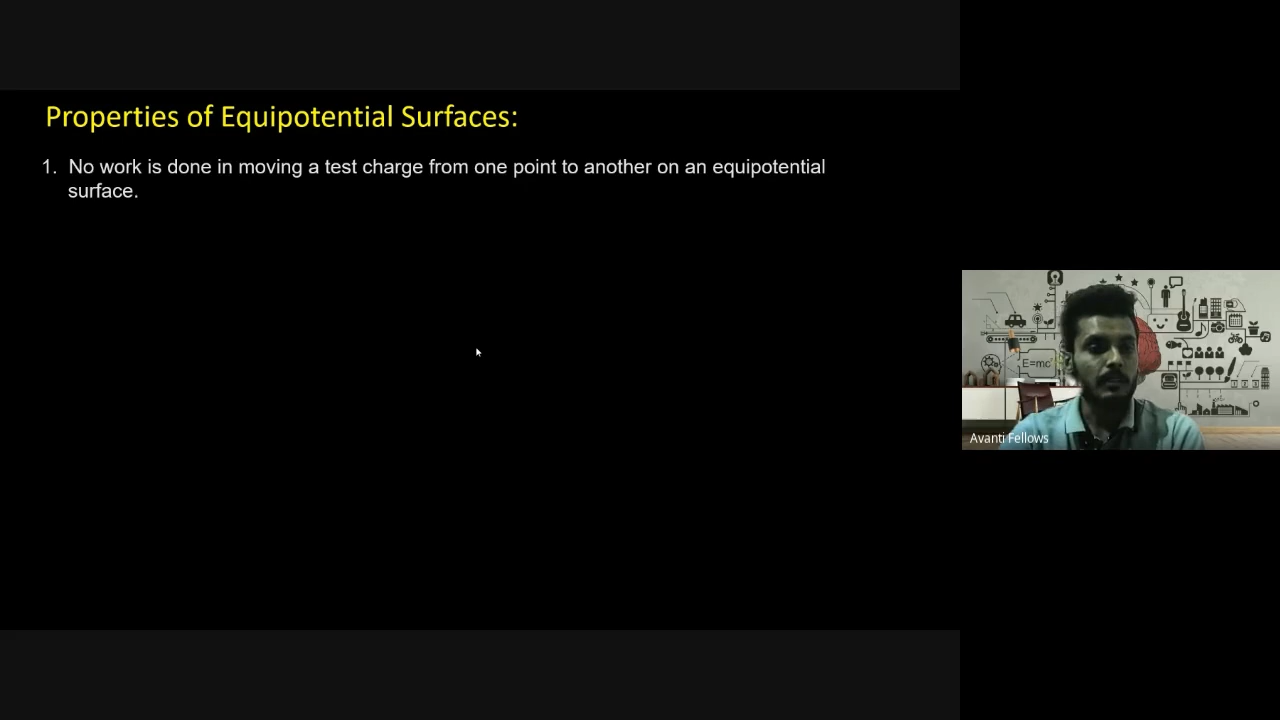 Properties of Equipotential Surfaces:
1. No work is done in moving a test charge from one point to another on an equipotential
surface.
E=mc
Avanti Fellows